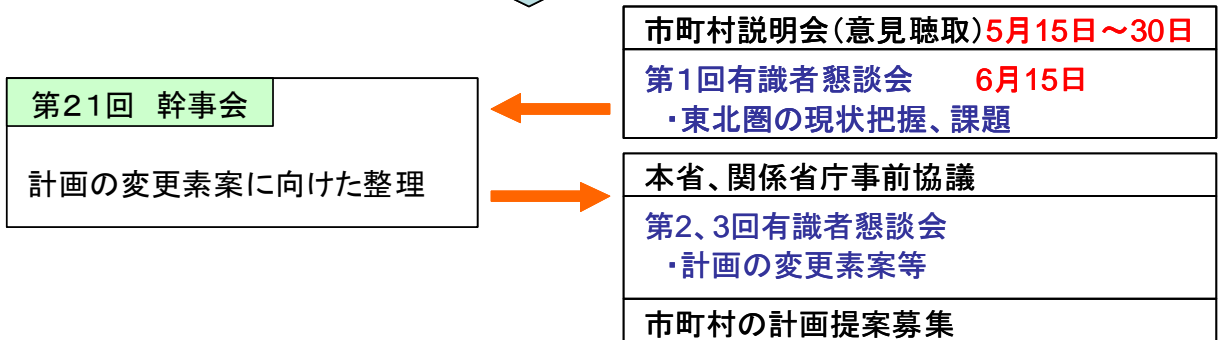 市町村説明会(意見聴取)5月15日～30日
第1回有識者懇談会 6月15日
・東北圏の現状把握、課題
第21回 幹事会
計画の変更素案に向けた整理
本省、関係省庁事前協議
第2、3回有識者懇談会
・計画の変更素案等
市町村の計画提案募集